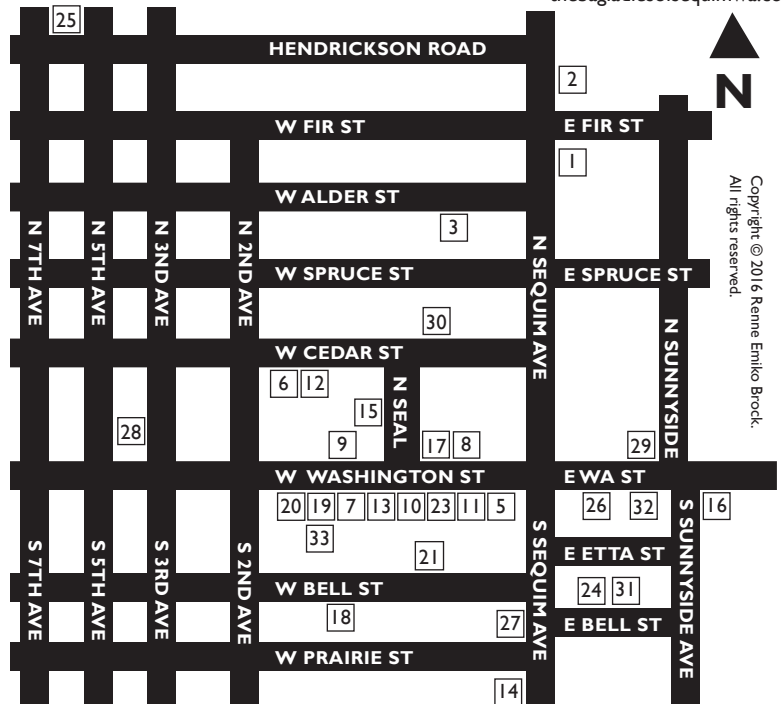 25
HENDRICKSON ROAD
2
N
W FIR ST
E FIR ST
1
W ALDER ST
Copyright © 2016 Renne Emiko Brock.
All rights reserved.
3
N 7TH AVE
N 5TH AVE
N 3ND AVE
N 2ND AVE
N SEQUIM AVE
W SPRUCE ST
E SPRUCE ST
30
N SUNNYSIDE
W CEDAR ST
6
12
N SEAL
15
28
9
17
8
29
W WASHINGTON ST
E WA ST
20
19
7
13
10
23
11
5
26
32
16
33
21
S 7TH AVE
S 5TH AVE
S 3RD AVE
S 2ND AVE
S SEQUIM AVE
E ETTA ST
S SUNNYSIDE AVE
W BELL ST
24
31
18
27
E BELL ST
W PRAIRIE ST
14